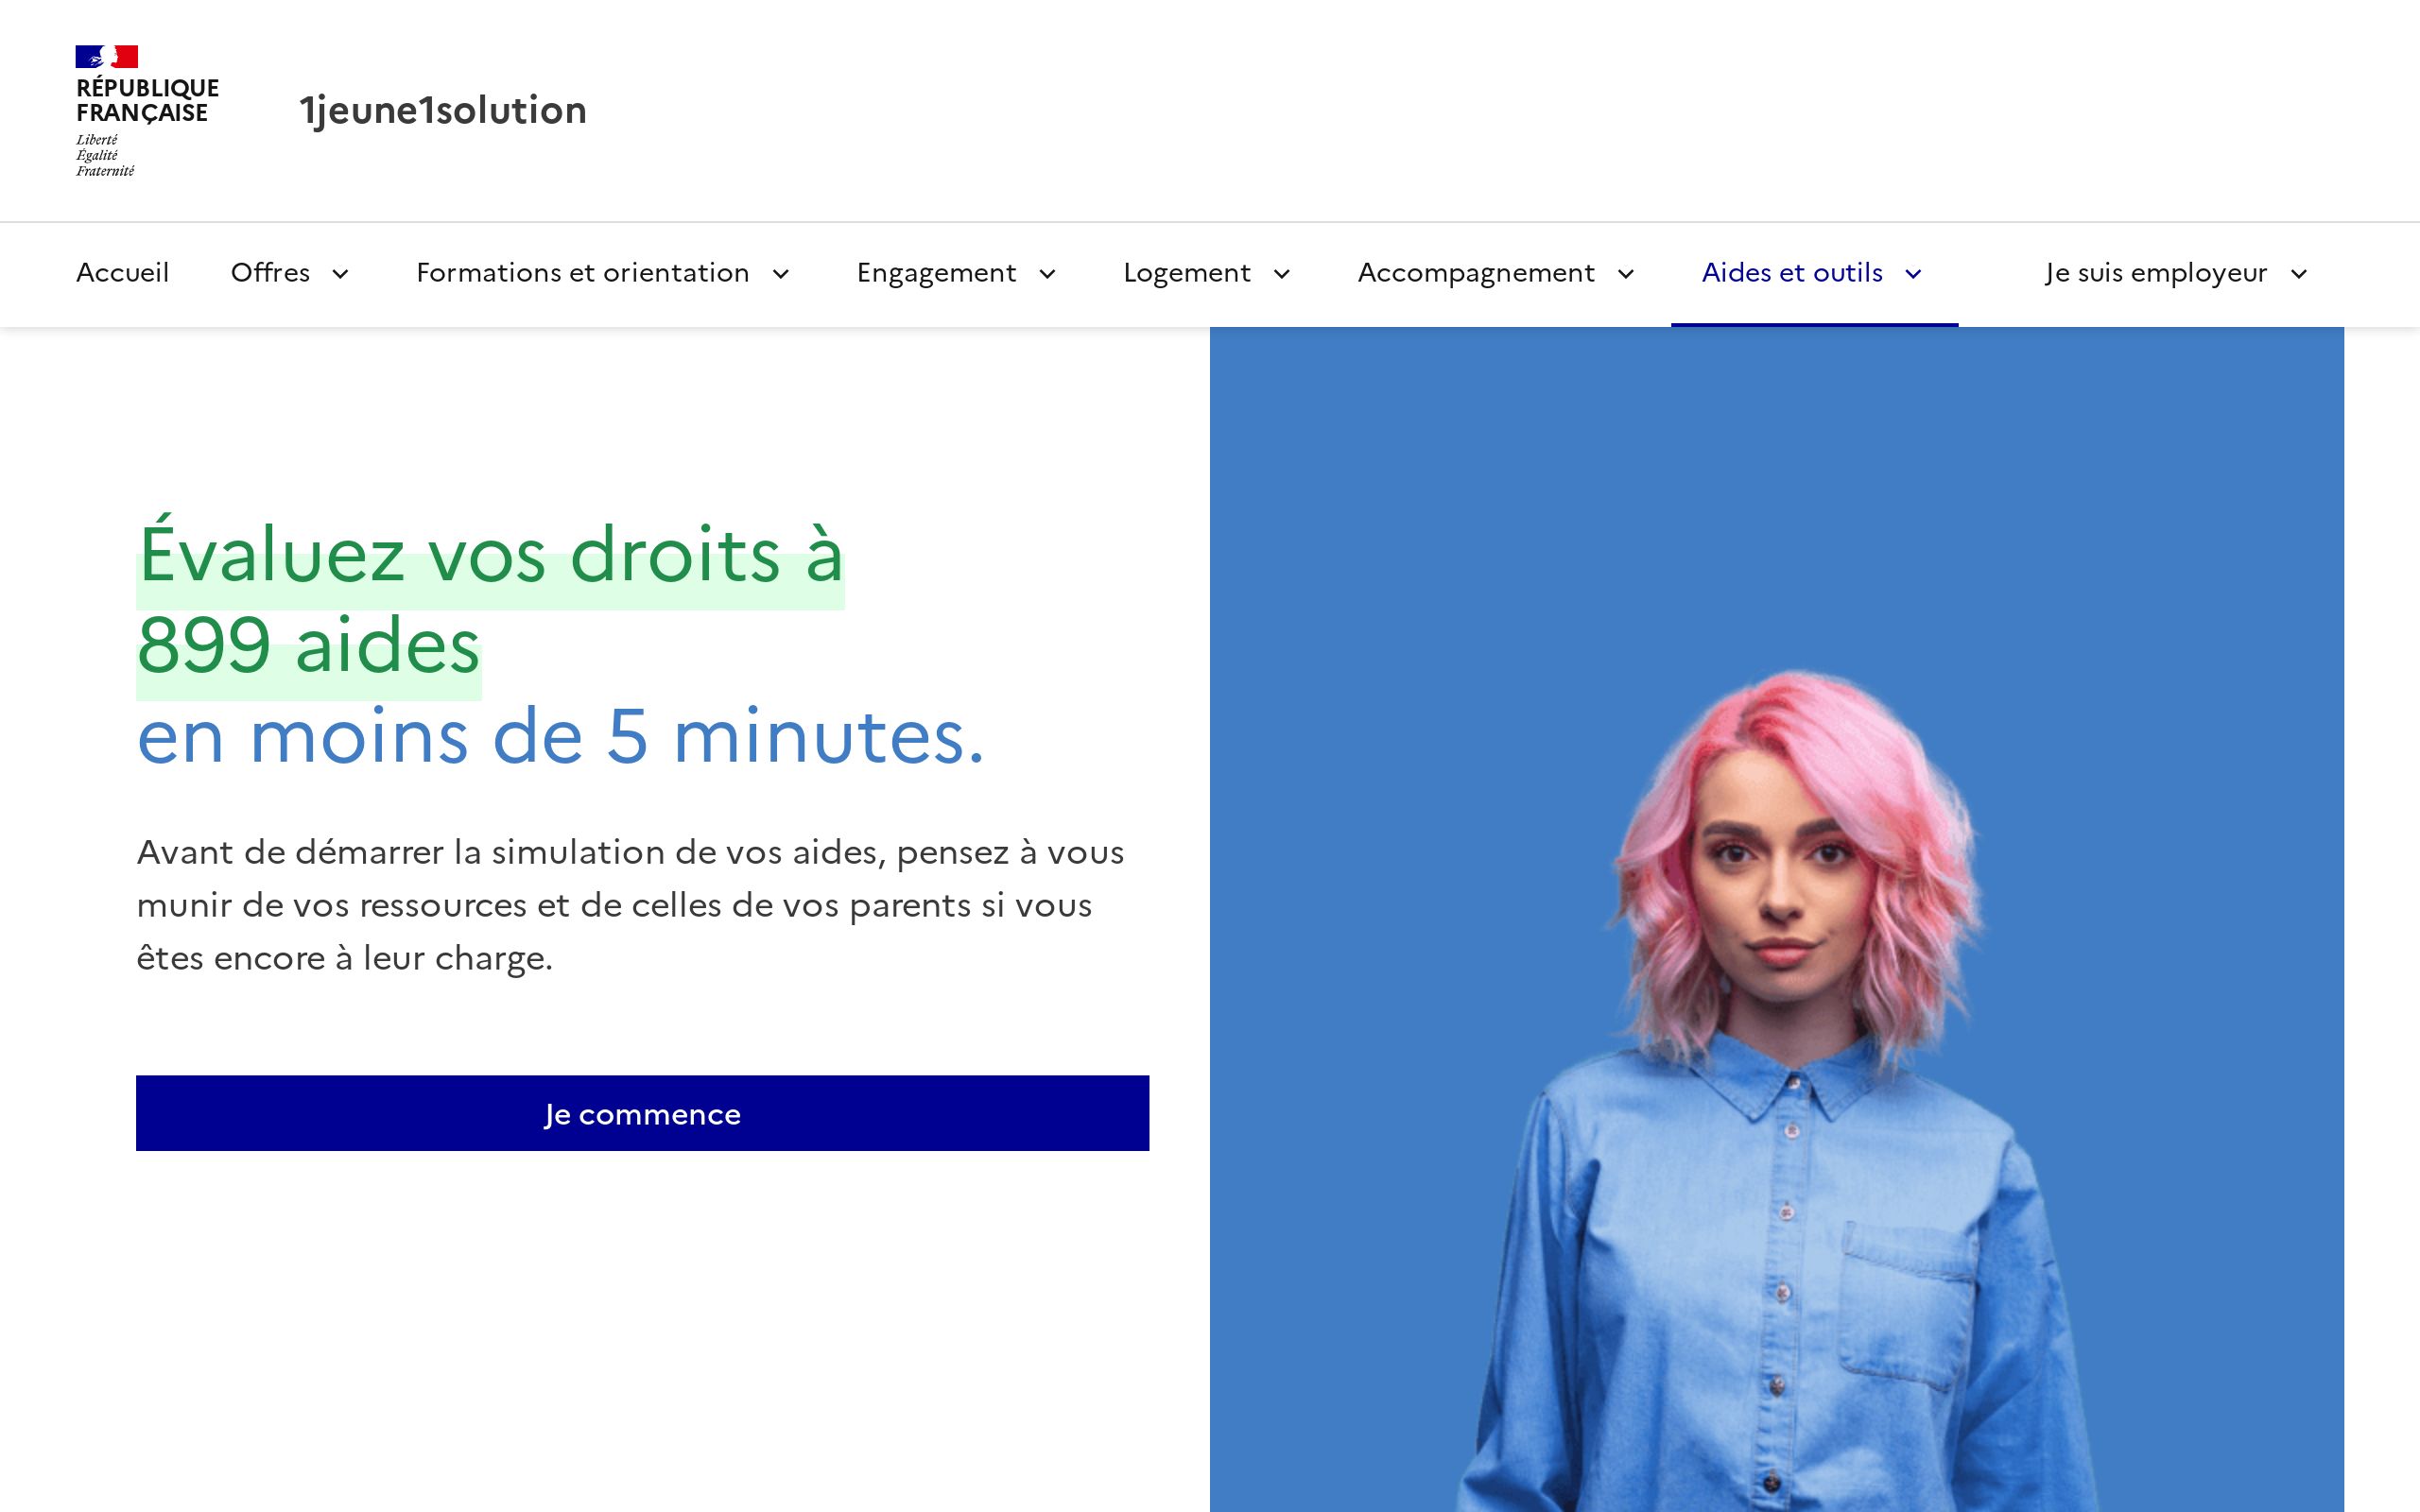 RÉPUBLIQUE
FRANÇAISE
Liberté
Égalité
Fraternité
1jeune1solution
Accueil Offres Formations et orientation Engagement Logement Accompagnement Aides et outils Je suis employeur
Évaluez vos droits à
899 aides
en moins de 5 minutes.
Avant de démarrer la simulation de vos aides, pensez à vous
munir de vos ressources et de celles de vos parents si vous
êtes encore à leur charge.
Je commence